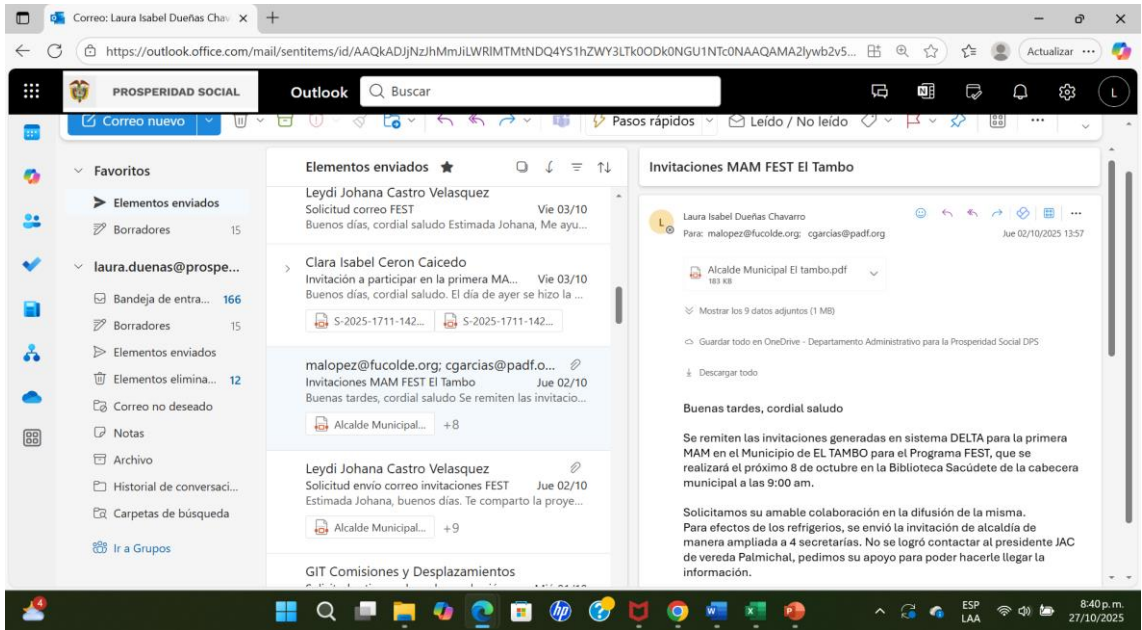 Correo: Laura Isabel Dueñas Chav
https://outlook.office.com/mail/sentitems/id/AAQkADJjNzJhMmJiLWRlMTMtNDQ4YS1hZWY3LTk0ODk0NGU1NTc0NAAQAMA2lywb2v5...
Actualizar
PROSPERIDAD SOCIAL
Outlook
Buscar
L
Correo nuevo
Pasos rápidos
Leído / No leído
Favoritos
Elementos enviados
Borradores 15
laura.duenas@prospe...
Bandeja de entra... 166
Borradores 15
Elementos enviados
Elementos elimina... 12
Correo no deseado
Notas
Archivo
Historial de conversaci...
Carpetas de búsqueda
Ir a Grupos
Elementos enviados
Leydi Johana Castro Velasquez
Solicitud correo FEST Vie 03/10
Buenos días, cordial saludo Estimada Johana, Me ayu...
Clara Isabel Ceron Caicedo
Invitación a participar en la primera MA... Vie 03/10
Buenos días, cordial saludo. El día de ayer se hizo la ...
S-2025-1711-142... S-2025-1711-142...
malopez@fucolde.org; cgarcias@padf.o...
Invitaciones MAM FEST El Tambo Jue 02/10
Buenas tardes, cordial saludo Se remiten las invitacio...
Alcalde Municipal... +8
Leydi Johana Castro Velasquez
Solicitud envío correo invitaciones FEST Jue 02/10
Estimada Johana, buenos días. Te comparto la proye...
Alcalde Municipal... +9
GIT Comisiones y Desplazamientos
Invitaciones MAM FEST El Tambo
L
Laura Isabel Dueñas Chavarro
Para: malopez@fucolde.org; cgarcias@padf.org
Jue 02/10/2025 13:57
Alcalde Municipal El tambo.pdf
183 KB
Mostrar los 9 datos adjuntos (1 MB)
Guardar todo en OneDrive - Departamento Administrativo para la Prosperidad Social DPS
Descargar todo
Buenas tardes, cordial saludo
Se remiten las invitaciones generadas en sistema DELTA para la primera
MAM en el Municipio de EL TAMBO para el Programa FEST, que se
realizará el próximo 8 de octubre en la Biblioteca Sacúdete de la cabecera
municipal a las 9:00 am.
Solicitamos su amable colaboración en la difusión de la misma.
Para efectos de los refrigerios, se envió la invitación de alcaldía de
manera ampliada a 4 secretarías. No se logró contactar al presidente JAC
de vereda Palmichal, pedimos su apoyo para poder hacerle llegar la
información.
4
ESP
LAA
8:40 p. m.
27/10/2025